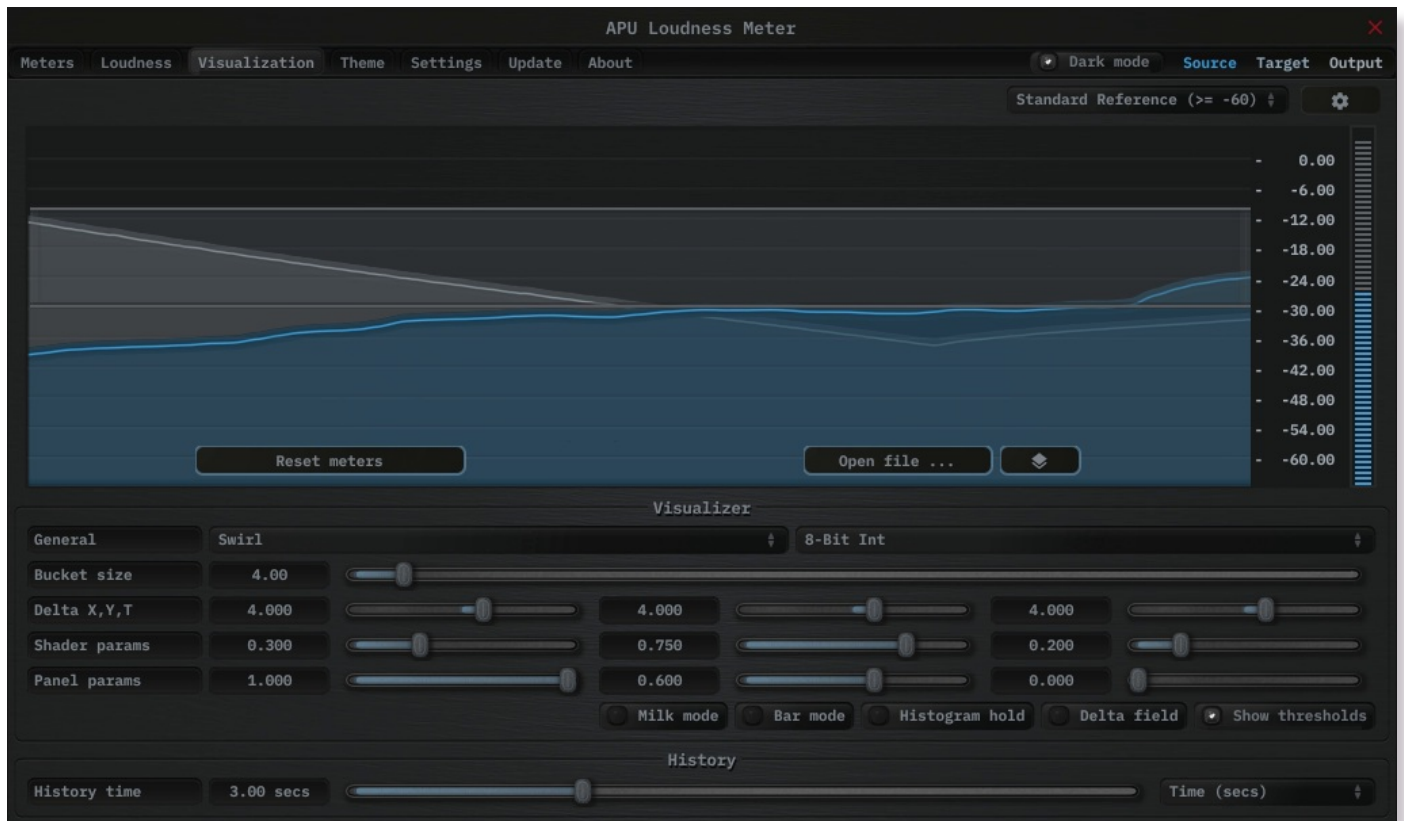 APU Loudness Meter
Meters Loudness Visualization Theme Settings Update About Dark mode Source Target Output
Standard Reference (>= -60)
- 0.00
- -6.00
- -12.00
- -18.00
- -24.00
- -30.00
- -36.00
- -42.00
- -48.00
- -54.00
- -60.00
Reset meters Open file ...
Visualizer
General Swirl 8-Bit Int
Bucket size 4.00
Delta X,Y,T 4.000 4.000 4.000
Shader params 0.300 0.750 0.200
Panel params 1.000 0.600 0.000
Milk mode Bar mode Histogram hold Delta field Show thresholds
History
History time 3.00 secs Time (secs)